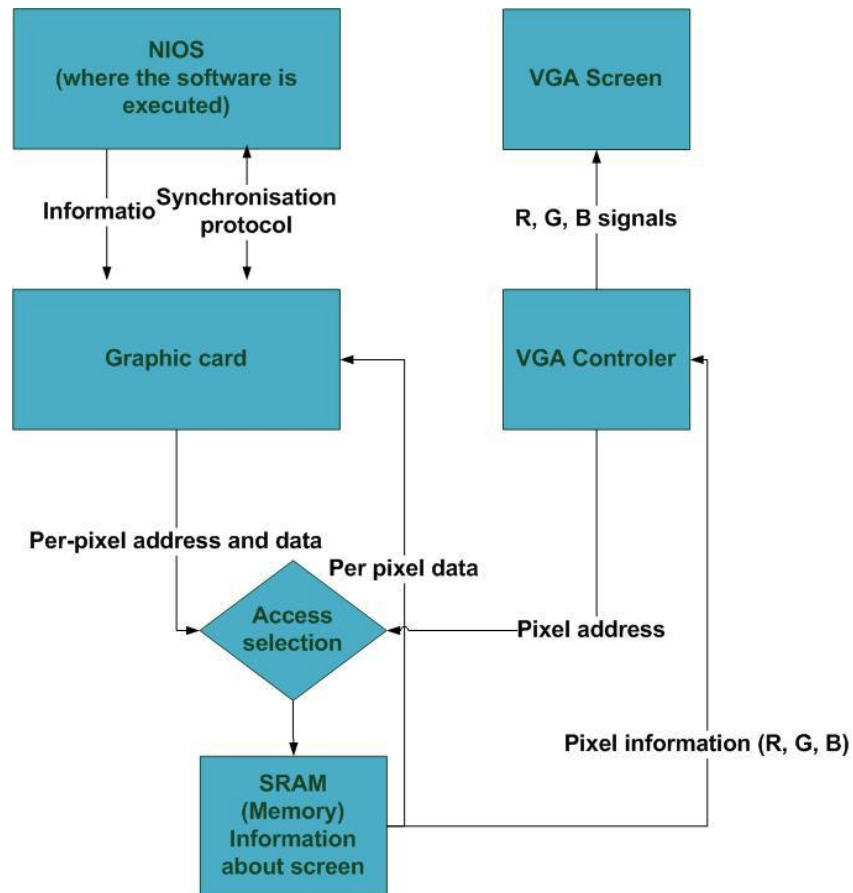 NIOS
(where the software is
executed)
VGA Screen
Informatio
Synchronisation
protocol
R, G, B signals
Graphic card
VGA Controler
Per-pixel address and data
Per pixel data
Access
selection
Pixel address
Pixel information (R, G, B)
SRAM
(Memory)
Information
about screen